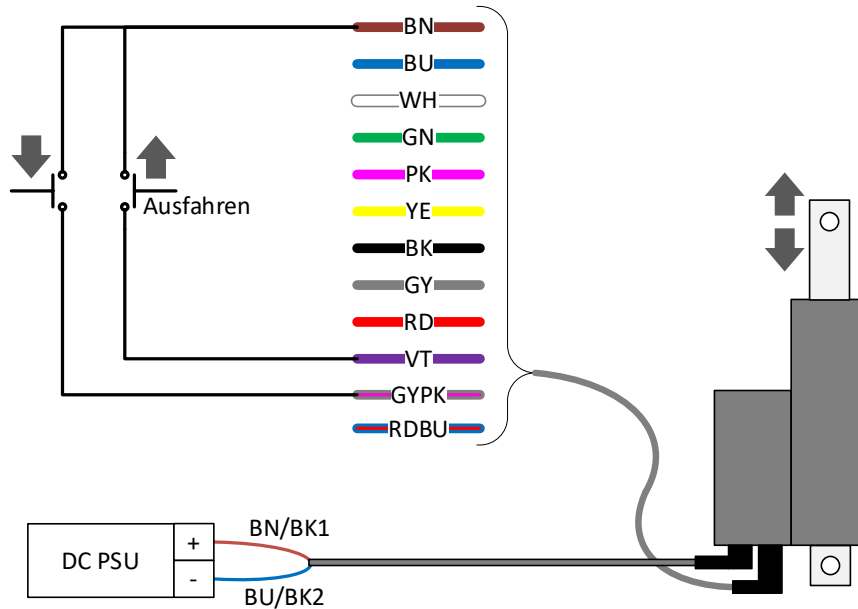 BN
BU
WH
GN
PK
YE
BK
GY
RD
VT
GYPK
RDBU
Ausfahren
DC PSU
+
-
BN/BK1
BU/BK2